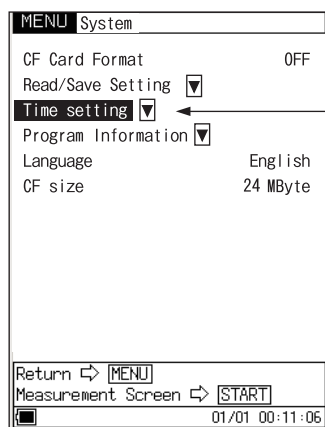 MENU System
CF Card Format OFF
Read/Save Setting ▼
Time setting ▼
Program Information ▼
Language English
CF size 24 MByte
Return ⇨ MENU
Measurement Screen ⇨ START
01/01 00:11:06